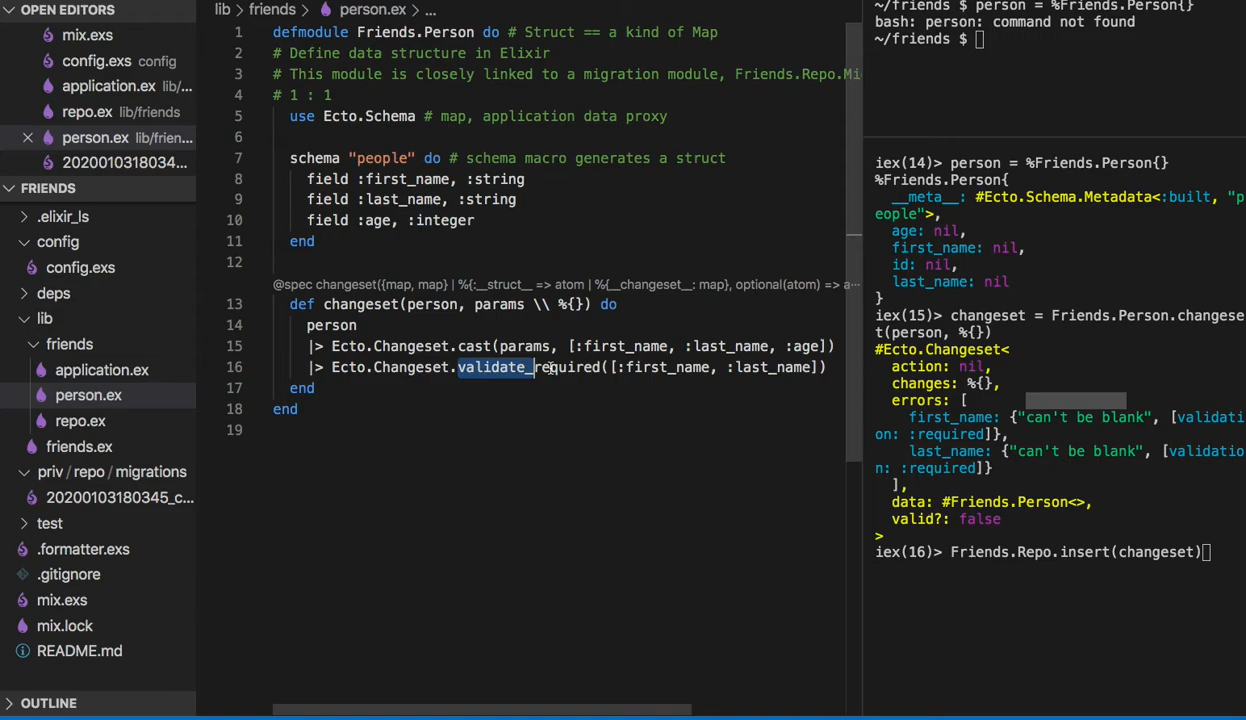 OPEN EDITORS
mix.exs
config.exs config
application.ex lib/...
repo.ex lib/friends
person.ex lib/frien...
2020010318034...
FRIENDS
.elixir_ls
config
config.exs
deps
lib
friends
application.ex
person.ex
repo.ex
friends.ex
priv / repo / migrations
20200103180345_c...
test
.formatter.exs
.gitignore
mix.exs
mix.lock
README.md
OUTLINE
lib > friends > person.ex > ...
1 defmodule Friends.Person do # Struct == a kind of Map
2 # Define data structure in Elixir
3 # This module is closely linked to a migration module, Friends.Repo.Mi
4 # 1 : 1
5 use Ecto.Schema # map, application data proxy
6
7 schema "people" do # schema macro generates a struct
8 field :first_name, :string
9 field :last_name, :string
10 field :age, :integer
11 end
12
@spec changeset({map, map} | %{:__struct__ => atom | %{__changeset__: map}, optional(atom) => a...
13 def changeset(person, params \\ %{}) do
14 person
15 |> Ecto.Changeset.cast(params, [:first_name, :last_name, :age])
16 |> Ecto.Changeset.validate_required([:first_name, :last_name])
17 end
18 end
19
~/friends $ person = %Friends.Person{}
bash: person: command not found
~/friends $
iex(14)> person = %Friends.Person{}
%Friends.Person{
__meta__: #Ecto.Schema.Metadata<:built, "p
eople">,
age: nil,
first_name: nil,
id: nil,
last_name: nil
}
iex(15)> changeset = Friends.Person.changese
t(person, %{})
#Ecto.Changeset<
action: nil,
changes: %{},
errors: [
first_name: {"can't be blank", [validati
on: :required]},
last_name: {"can't be blank", [validatio
n: :required]}
],
data: #Friends.Person<>,
valid?: false
>
iex(16)> Friends.Repo.insert(changeset)